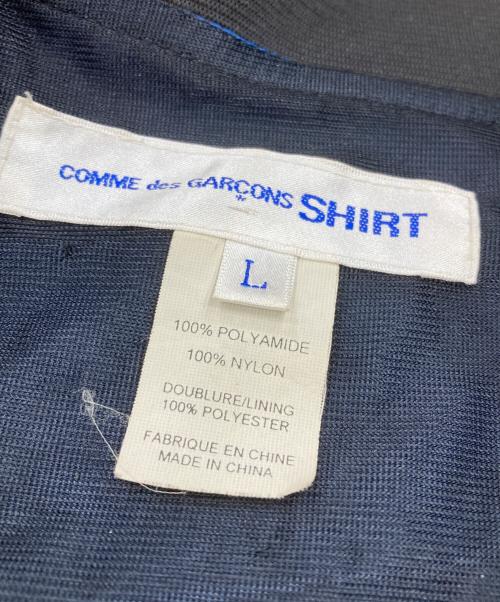 COMME des GARÇONS SHIRT
L
100% POLYAMIDE
100% NYLON
DOUBLURE/LINING
100% POLYESTER
FABRIQUE EN CHINE
MADE IN CHINA